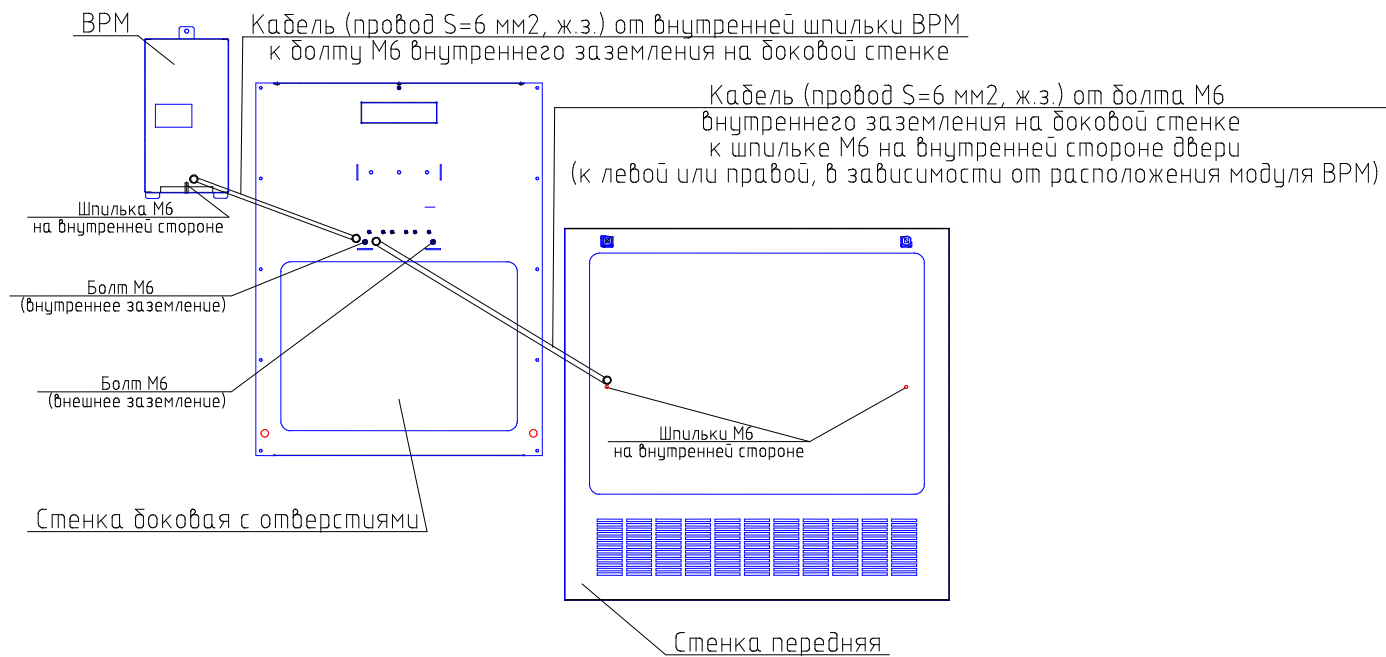 ВРМ
Кабель (провод S=6 мм2, ж.з.) от внутренней шпильки ВРМ
к болту М6 внутреннего заземления на боковой стенке
Кабель (провод S=6 мм2, ж.з.) от болта М6
внутреннего заземления на боковой стенке
к шпильке М6 на внутренней стороне двери
(к левой или правой, в зависимости от расположения модуля ВРМ)
Шпилька М6
на внутренней стороне
Болт М6
(внутреннее заземление)
Болт М6
(внешнее заземление)
Шпильки М6
на внутренней стороне
Стенка боковая с отверстиями
Стенка передняя